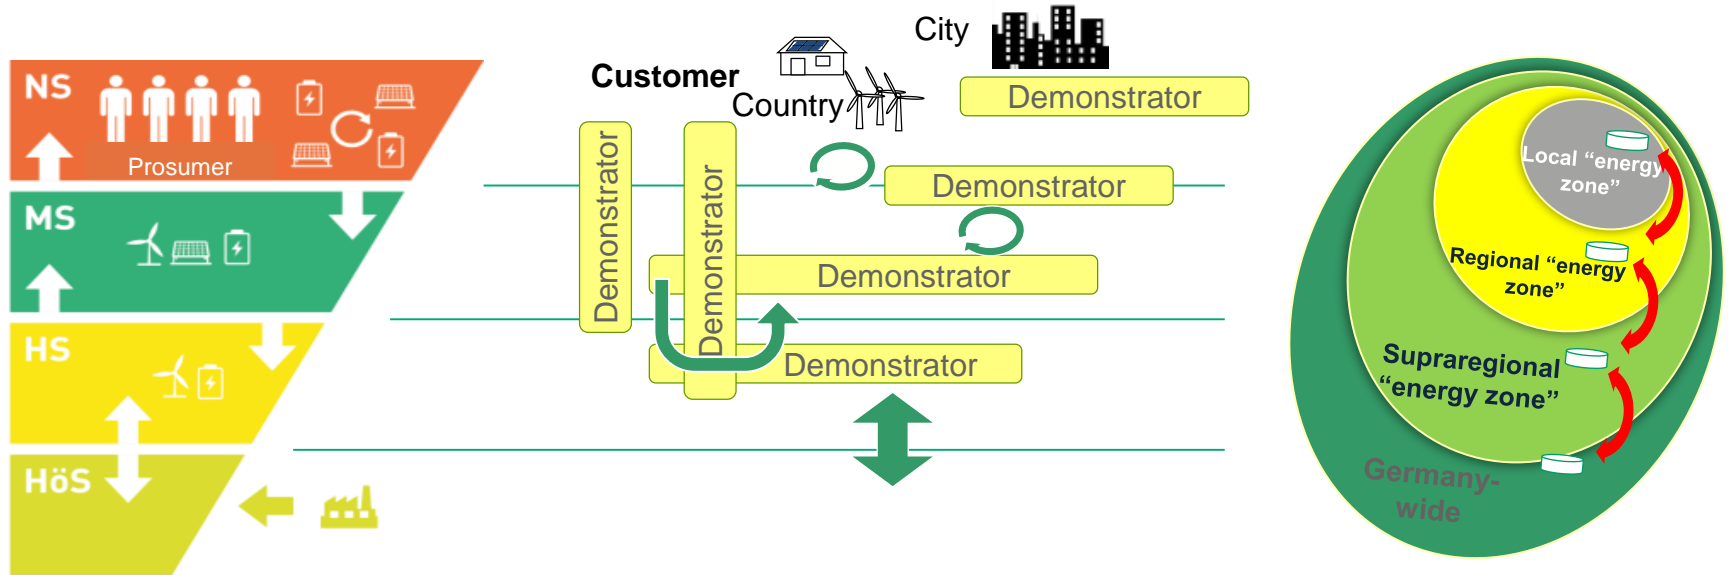 NS
Prosumer
MS
HS
HöS
Customer
Country
City
Demonstrator
Demonstrator
Demonstrator
Demonstrator
Demonstrator
Demonstrator
Local “energy
zone”
Regional “energy
zone”
Supraregional
“energy zone”
Germany-
wide